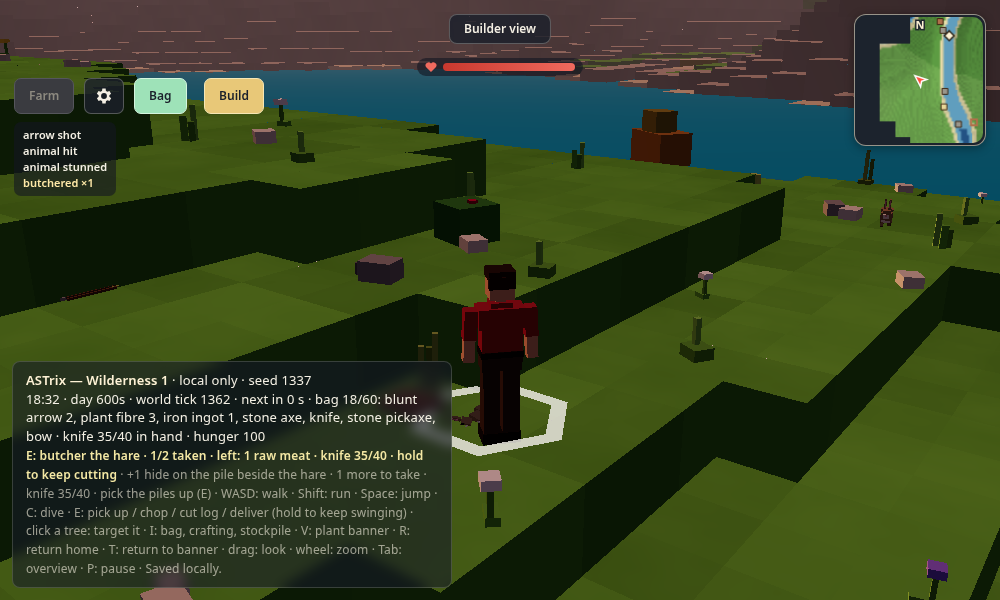 Builder view
N
Farm
Bag
Build
arrow shot
animal hit
animal stunned
butchered ×1
ASTrix — Wilderness 1 · local only · seed 1337
18:32 · day 600s · world tick 1362 · next in 0 s · bag 18/60: blunt
arrow 2, plant fibre 3, iron ingot 1, stone axe, knife, stone pickaxe,
bow · knife 35/40 in hand · hunger 100
E: butcher the hare · 1/2 taken · left: 1 raw meat · knife 35/40 · hold
to keep cutting · +1 hide on the pile beside the hare · 1 more to take ·
knife 35/40 · pick the piles up (E) · WASD: walk · Shift: run · Space: jump ·
C: dive · E: pick up / chop / cut log / deliver (hold to keep swinging) ·
click a tree: target it · I: bag, crafting, stockpile · V: plant banner · R:
return home · T: return to banner · drag: look · wheel: zoom · Tab:
overview · P: pause · Saved locally.